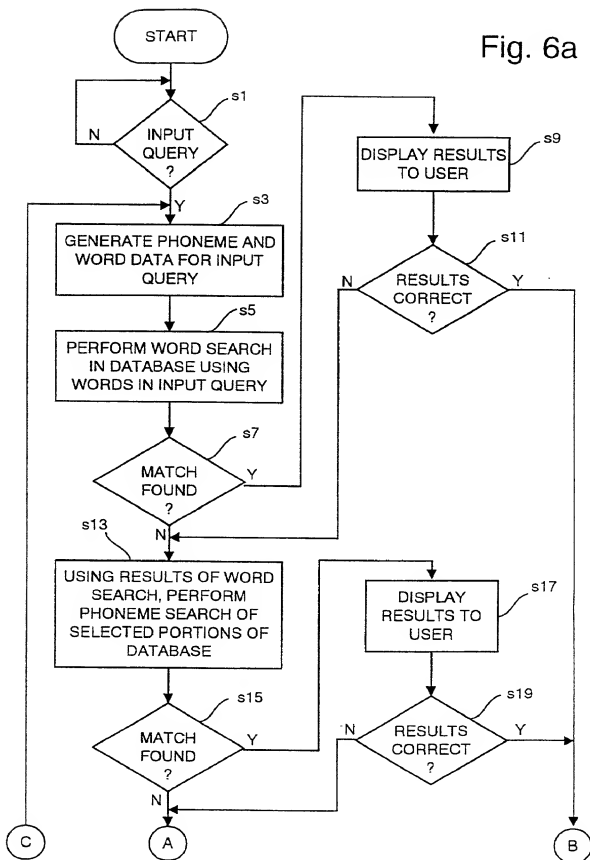 START
Fig. 6a
s1
N
INPUT
QUERY
?
Y
s3
GENERATE PHONEME AND
WORD DATA FOR INPUT
QUERY
s5
PERFORM WORD SEARCH
IN DATABASE USING
WORDS IN INPUT QUERY
s7
MATCH
FOUND
?
Y
N
s9
DISPLAY RESULTS
TO USER
s11
N
RESULTS
CORRECT
?
Y
s13
USING RESULTS OF WORD
SEARCH, PERFORM
PHONEME SEARCH OF
SELECTED PORTIONS OF
DATABASE
s15
MATCH
FOUND
?
Y
N
s17
DISPLAY
RESULTS TO
USER
s19
N
RESULTS
CORRECT
?
Y
C
A
B